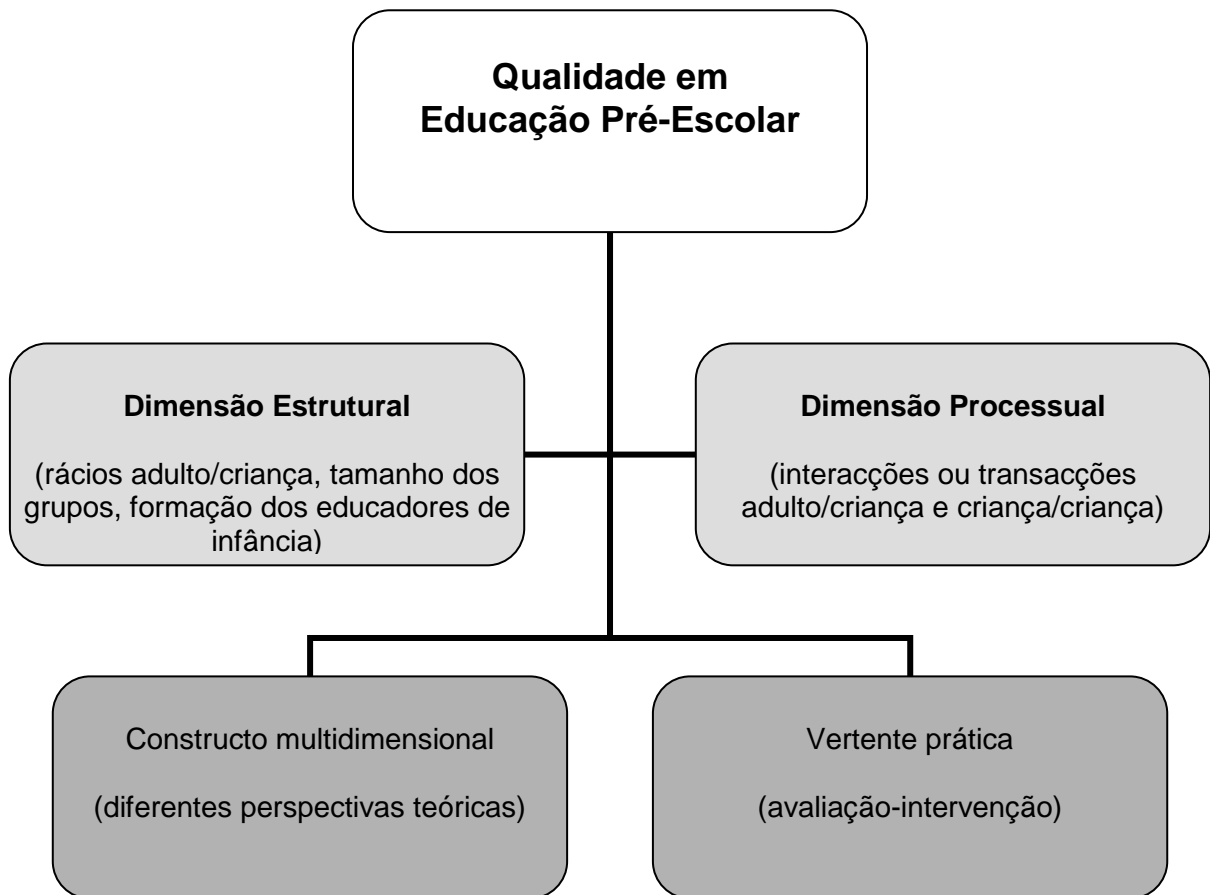 Qualidade em
Educação Pré-Escolar
Dimensão Estrutural
(rácios adulto/criança, tamanho dos
grupos, formação dos educadores de
infância)
Dimensão Processual
(interacções ou transacções
adulto/criança e criança/criança)
Constructo multidimensional
(diferentes perspectivas teóricas)
Vertente prática
(avaliação-intervenção)